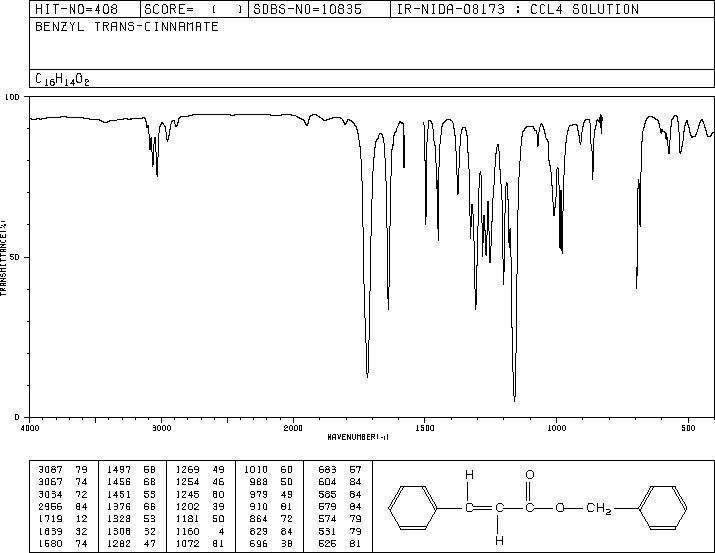 HIT-NO=408 SCORE= ( ) SDBS-NO=10835 IR-NIDA-08173 : CCL4 SOLUTION
BENZYL TRANS-CINNAMATE
C16H14O2
100
50
0
TRANSMITTANCE(%)
4000 3000 2000 1500 1000 500
WAVENUMBER(-1)
3087 79 1497 58 1269 49 1010 60 683 57
3067 74 1456 68 1254 46 988 50 604 84
3034 72 1451 53 1245 80 979 49 585 84
2956 84 1376 66 1202 39 910 81 579 84
1719 12 1328 53 1181 50 864 72 574 79
1639 32 1308 32 1160 4 829 84 531 79
1580 74 1282 47 1072 81 696 38 526 81
H O
C=C-C-O-CH2
H